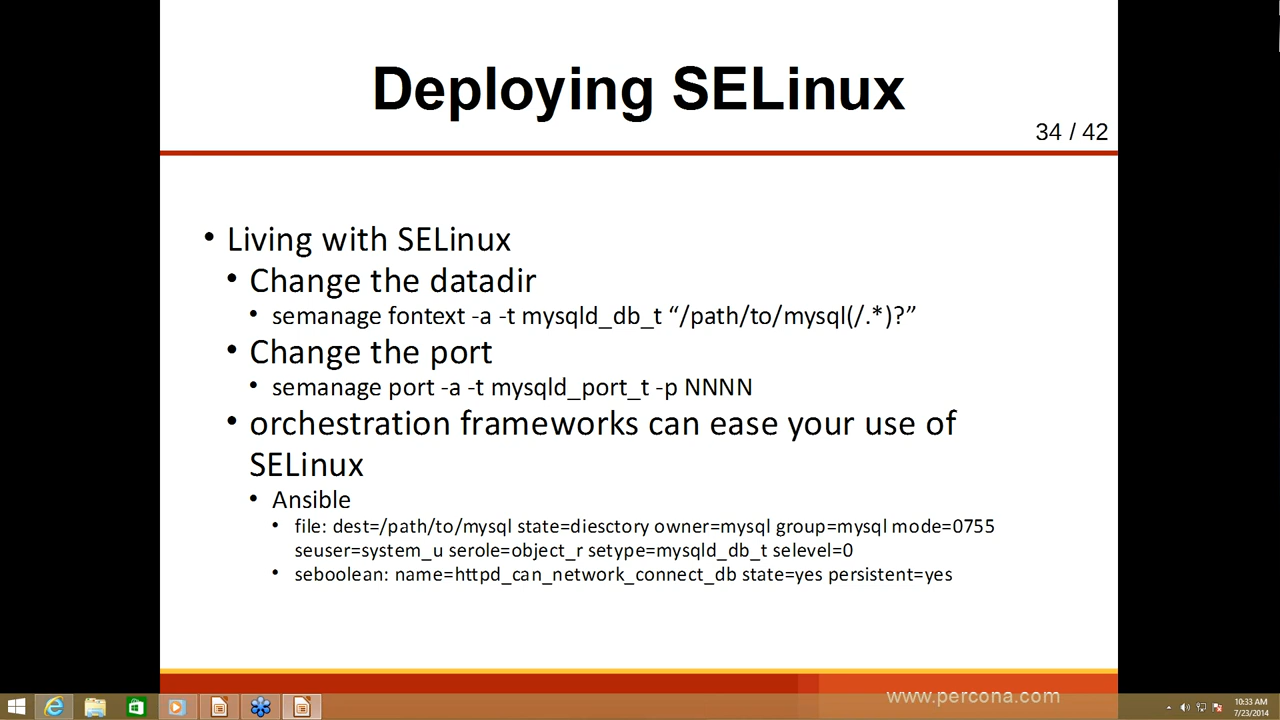 Deploying SELinux
34 / 42
• Living with SELinux
• Change the datadir
• semanage fontext -a -t mysqld_db_t “/path/to/mysql(/.*)?”
• Change the port
• semanage port -a -t mysqld_port_t -p NNNN
• orchestration frameworks can ease your use of
SELinux
• Ansible
• file: dest=/path/to/mysql state=diesctory owner=mysql group=mysql mode=0755
seuser=system_u serole=object_r setype=mysqld_db_t selevel=0
• seboolean: name=httpd_can_network_connect_db state=yes persistent=yes
www.percona.com
10:33 AM
7/23/2014